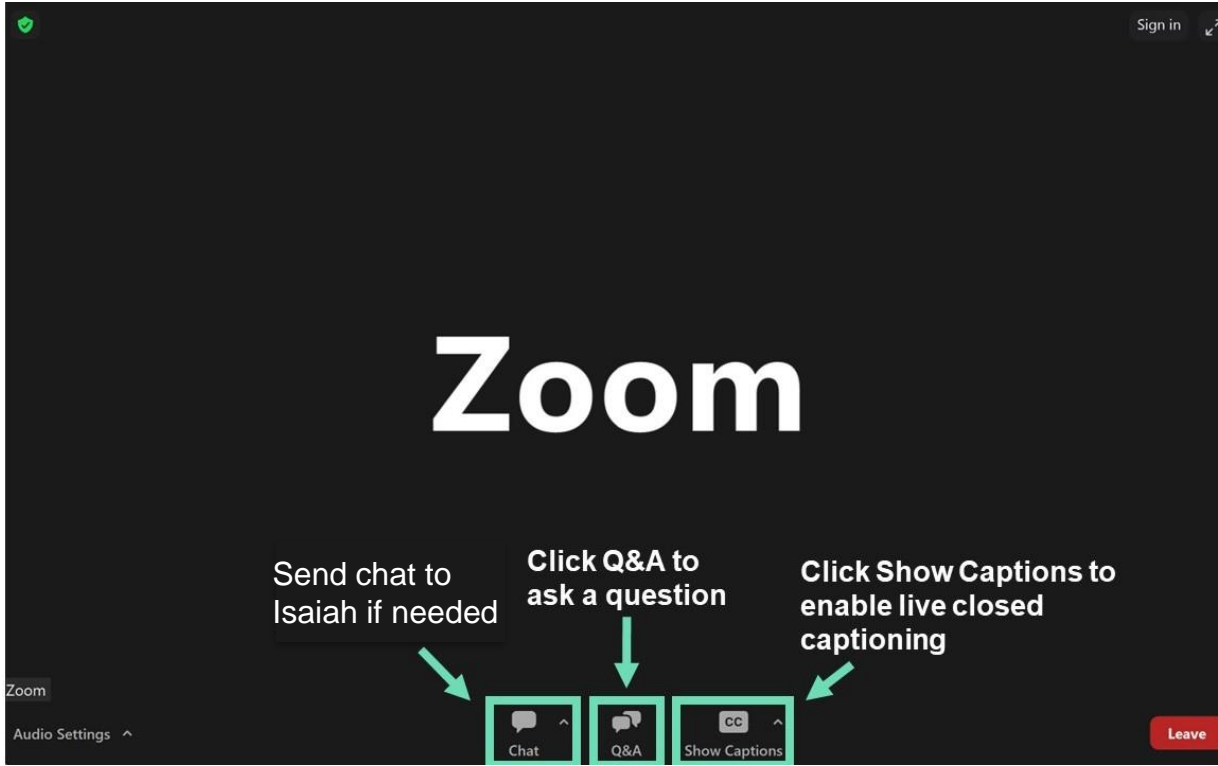 Sign in
Zoom
Send chat to
Isaiah if needed
Click Q&A to
ask a question
Click Show Captions to
enable live closed
captioning
Zoom
Audio Settings
Chat
Q&A
CC
Show Captions
Leave